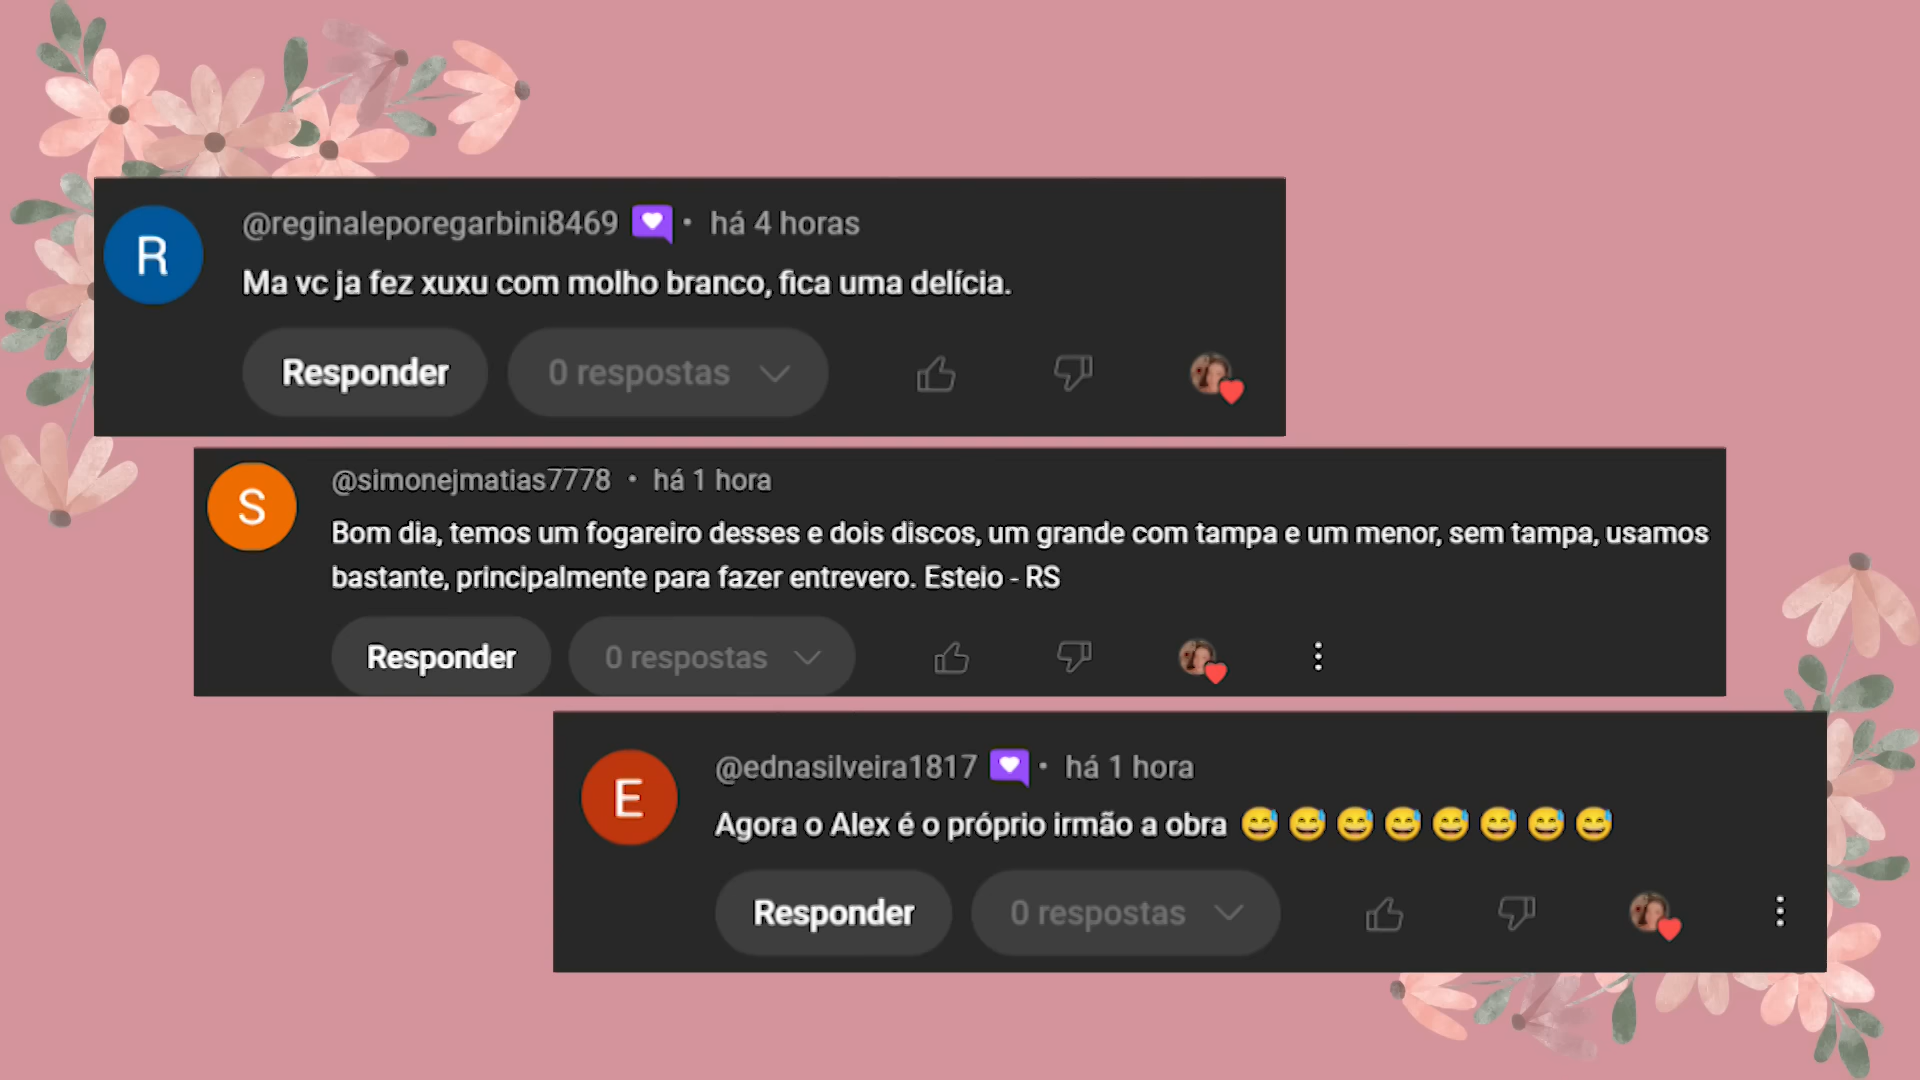 R
@reginaleporegarbini8469 • há 4 horas
Ma vc ja fez xuxu com molho branco, fica uma delícia.
Responder 0 respostas
S
@simonejmatias7778 • há 1 hora
Bom dia, temos um fogareiro desses e dois discos, um grande com tampa e um menor, sem tampa, usamos
bastante, principalmente para fazer entrevero. Esteio - RS
Responder 0 respostas
E
@ednasilveira1817 • há 1 hora
Agora o Alex é o próprio irmão a obra 😅😅😅😅😅😅😅😅
Responder 0 respostas